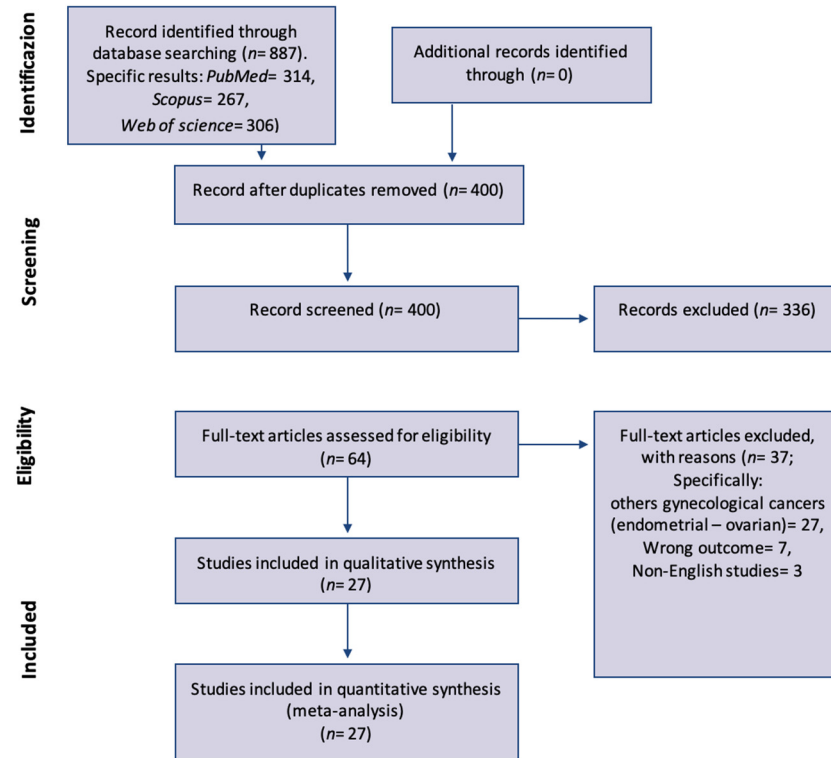 Identificazion
Record identified through
database searching (n= 887).
Specific results: PubMed= 314,
Scopus= 267,
Web of science= 306)
Additional records identified
through (n= 0)
Record after duplicates removed (n= 400)
Screening
Record screened (n= 400)
Records excluded (n= 336)
Eligibility
Full-text articles assessed for eligibility
(n= 64)
Full-text articles excluded,
with reasons (n= 37;
Specifically:
others gynecological cancers
(endometrial – ovarian)= 27,
Wrong outcome= 7,
Non-English studies= 3
Included
Studies included in qualitative synthesis
(n= 27)
Studies included in quantitative synthesis
(meta-analysis)
(n= 27)